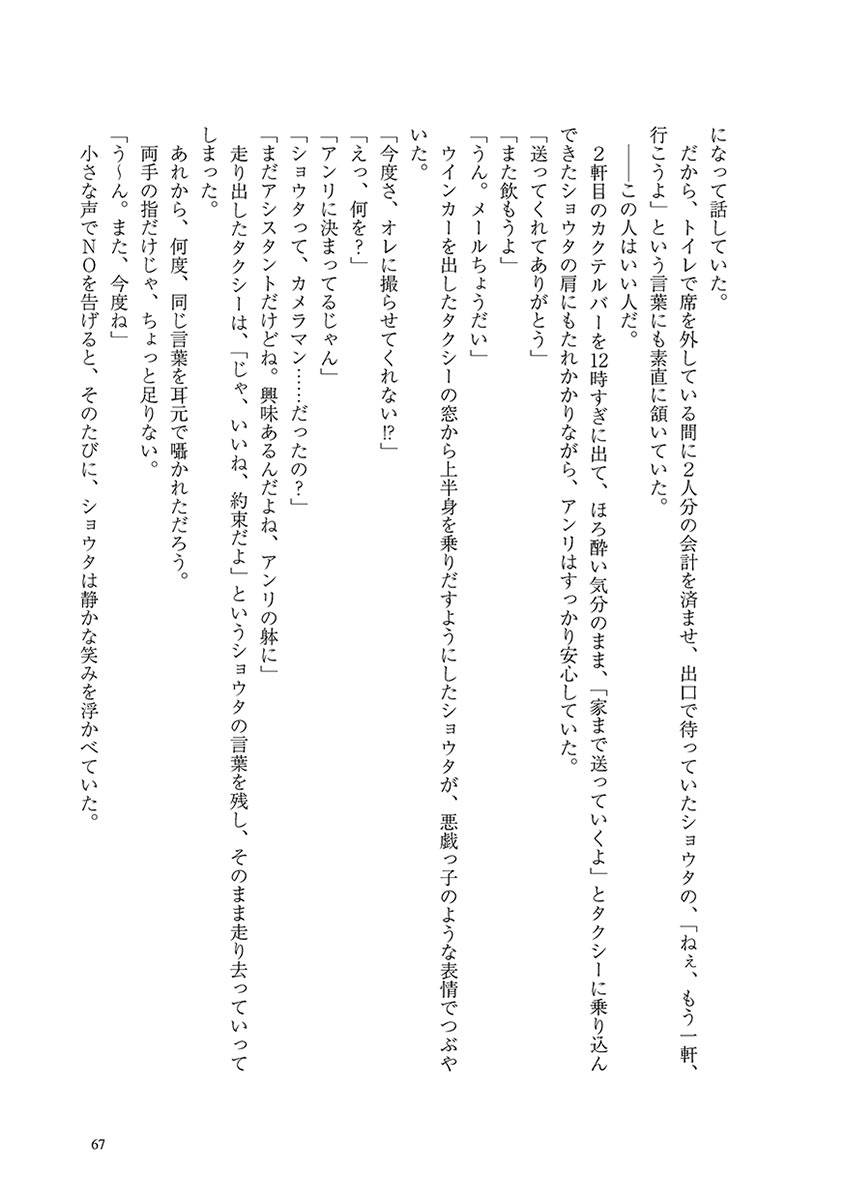 になって話していた。
だから、トイレで席を外している間に２人分の会計を済ませ、出口で待っていたショウタの、「ねぇ、もう一軒、
行こうよ」という言葉にも素直に頷いていた。
――この人はいい人だ。
２軒目のカクテルバーを12時すぎに出て、ほろ酔い気分のまま、「家まで送っていくよ」とタクシーに乗り込ん
できたショウタの肩にもたれかかりながら、アンリはすっかり安心していた。
「送ってくれてありがとう」
「また飲もうよ」
「うん。メールちょうだい」
ウインカーを出したタクシーの窓から上半身を乗りだすようにしたショウタが、悪戯っ子のような表情でつぶや
いた。
「今度さ、オレに撮らせてくれない⁉」
「えっ、何を？」
「アンリに決まってるじゃん」
「ショウタって、カメラマン……だったの？」
「まだアシスタントだけどね。興味あるんだよね、アンリの躰に」
走り出したタクシーは、「じゃ、いいね、約束だよ」というショウタの言葉を残し、そのまま走り去っていって
しまった。
あれから、何度、同じ言葉を耳元で囁かれただろう。
両手の指だけじゃ、ちょっと足りない。
「う〜ん。また、今度ね」
小さな声でＮＯを告げると、そのたびに、ショウタは静かな笑みを浮かべていた。
67